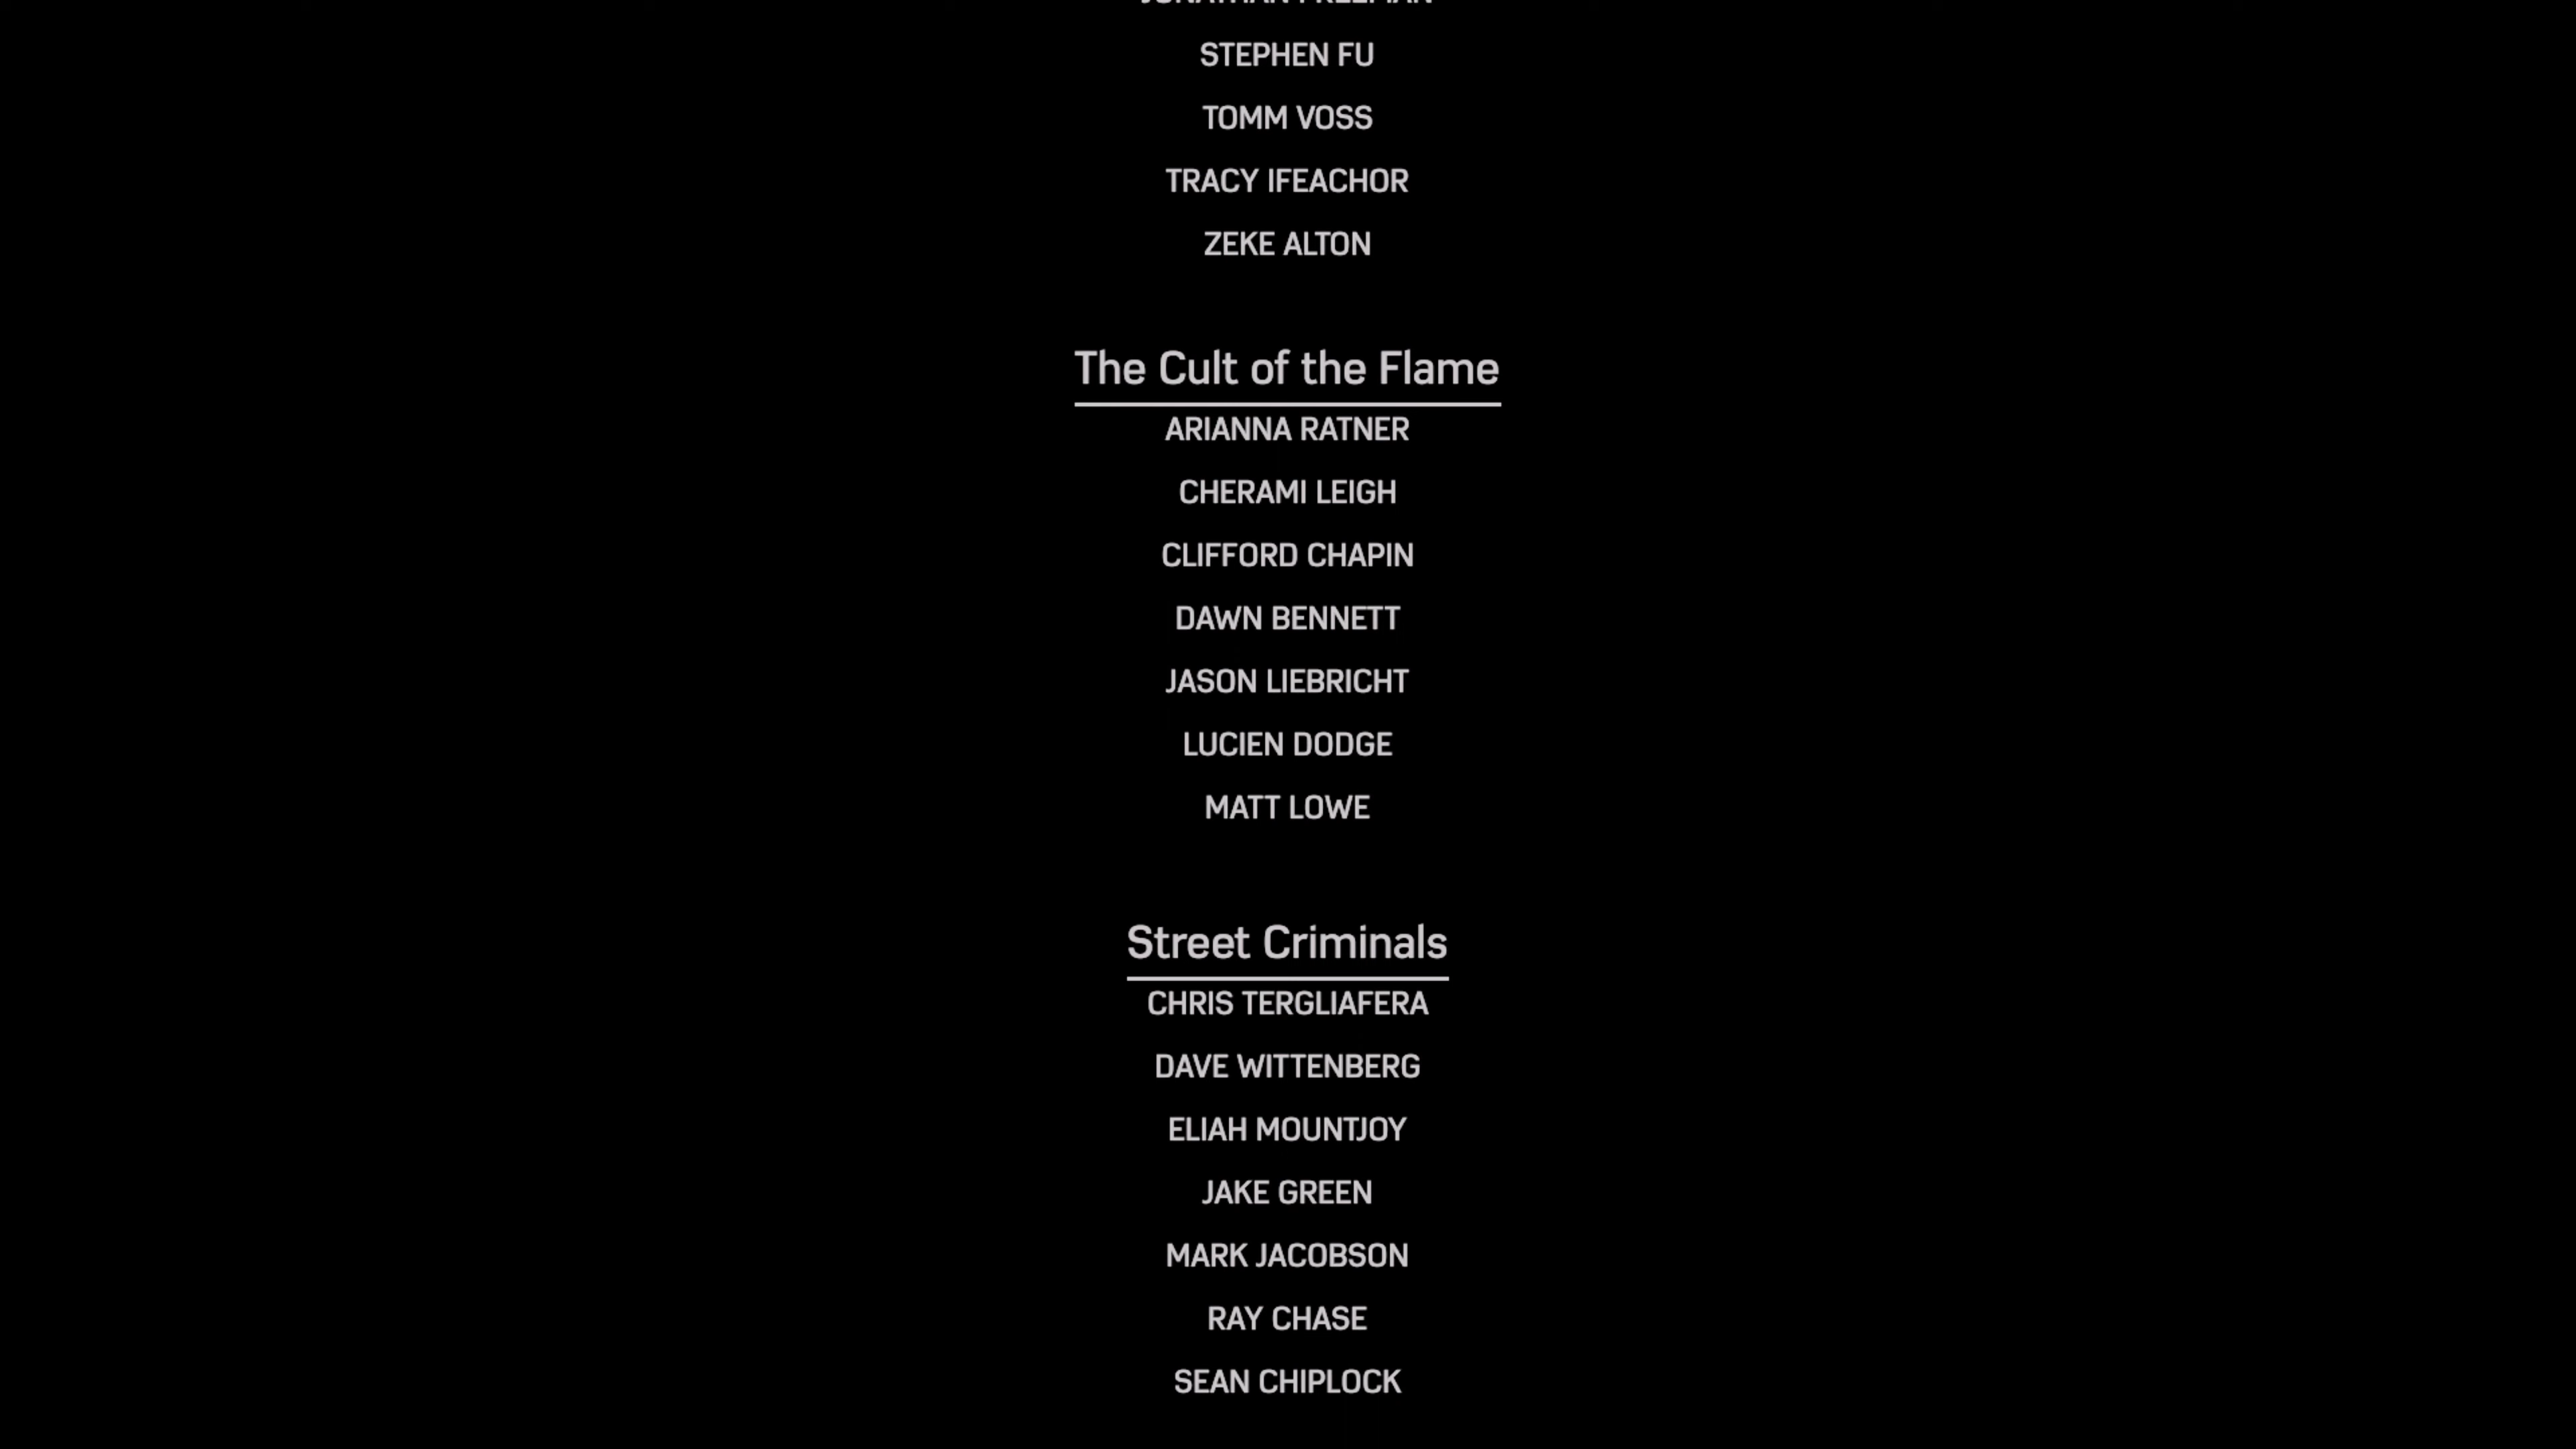 JONATHAN FREEMAN
STEPHEN FU
TOMM VOSS
TRACY IFEACHOR
ZEKE ALTON
The Cult of the Flame
ARIANNA RATNER
CHERAMI LEIGH
CLIFFORD CHAPIN
DAWN BENNETT
JASON LIEBRICHT
LUCIEN DODGE
MATT LOWE
Street Criminals
CHRIS TERGLIAFERA
DAVE WITTENBERG
ELIAH MOUNTJOY
JAKE GREEN
MARK JACOBSON
RAY CHASE
SEAN CHIPLOCK